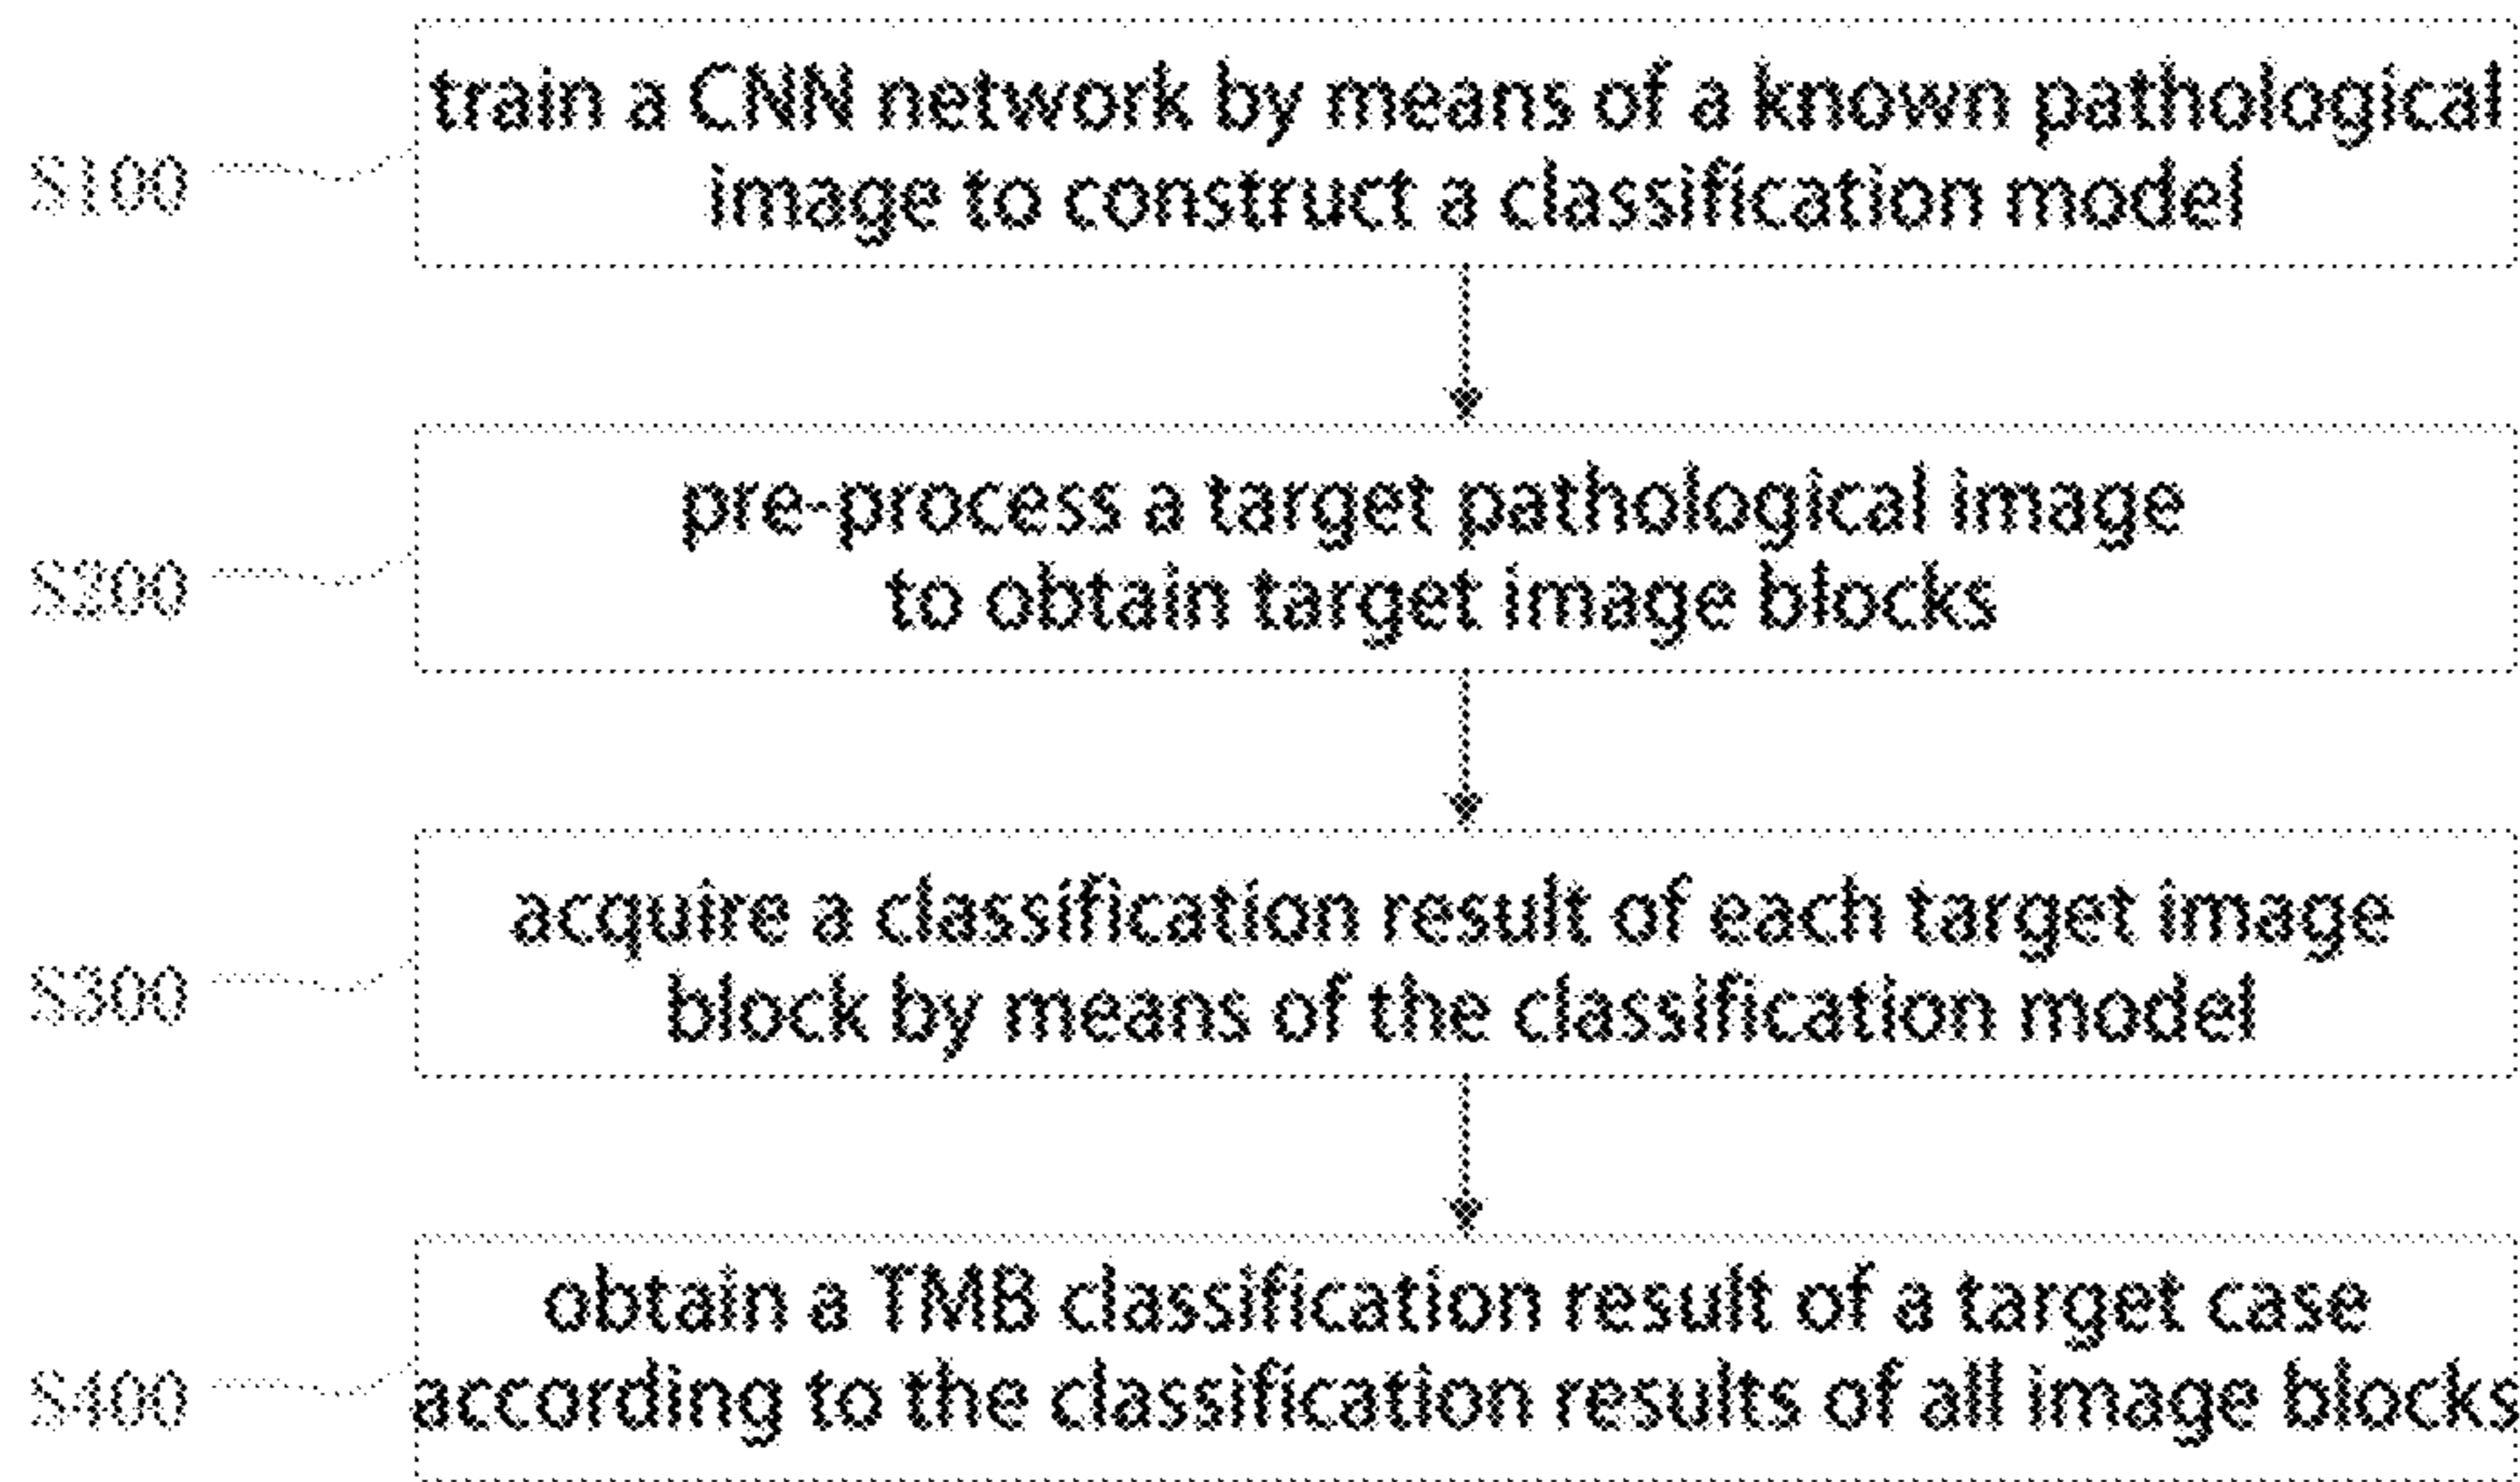 S100
train a CNN network by means of a known pathological
image to construct a classification model
S200
pre-process a target pathological image
to obtain target image blocks
S300
acquire a classification result of each target image
block by means of the classification model
S400
obtain a TMB classification result of a target case
according to the classification results of all image blocks